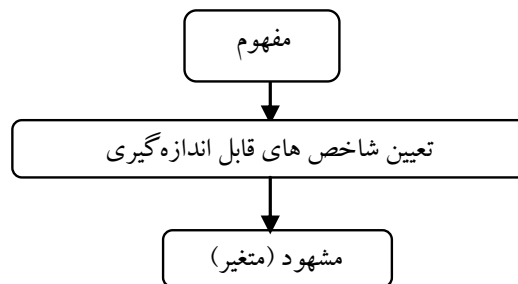 مفهوم
تعیین شاخص های قابل اندازه‌گیری
مشهود (متغیر)